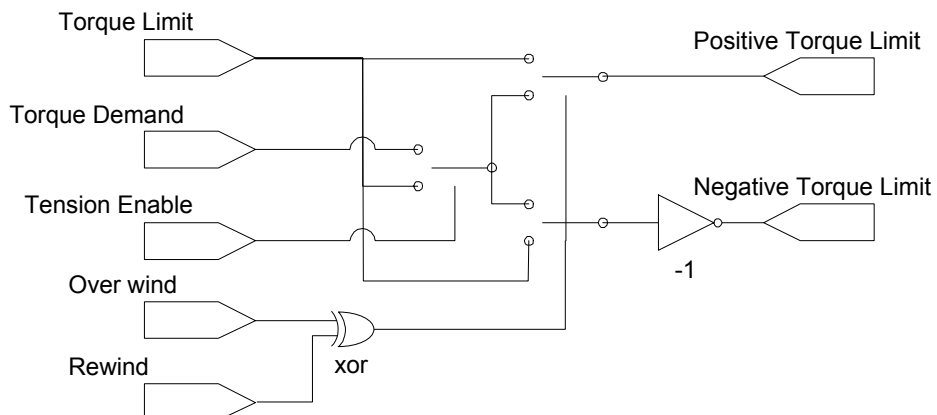 Torque Limit
Positive Torque Limit
Torque Demand
Tension Enable
Negative Torque Limit
-1
Over wind
xor
Rewind